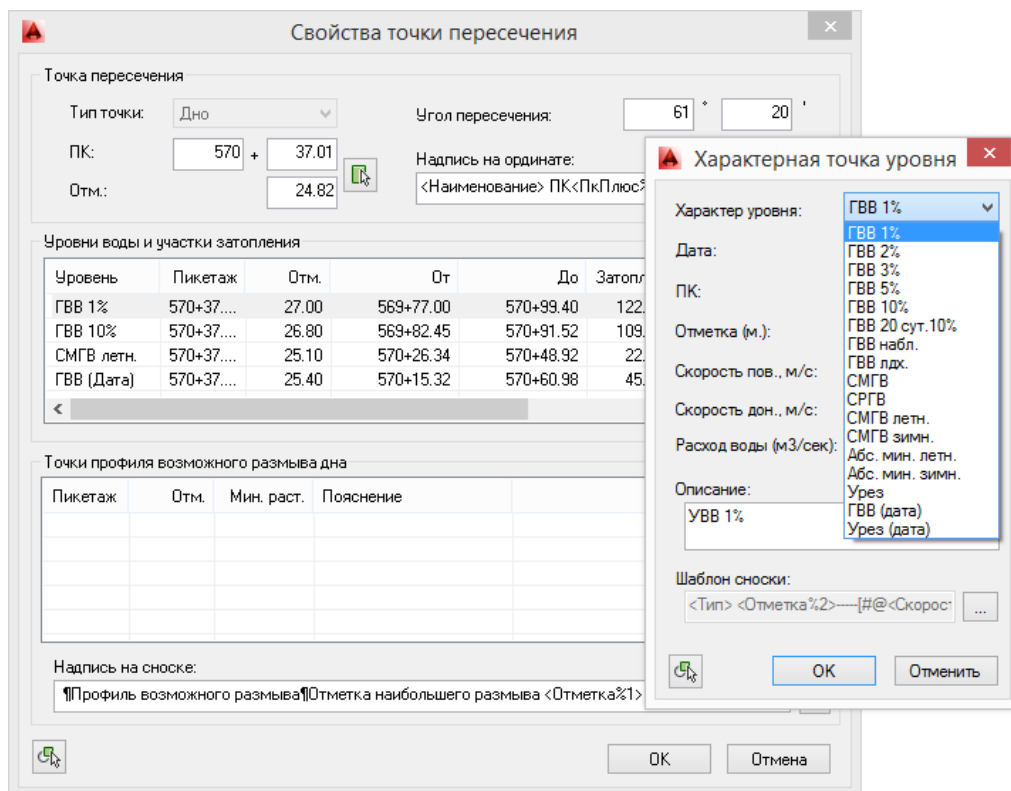 Свойства точки пересечения
Точка пересечения
Тип точки: Дно
Угол пересечения: 61 ° 20 '
ПК: 570 + 37.01
Отм.: 24.82
Надпись на ординате:
<Наименование> ПК<ПкПлюс%
Уровни воды и участки затопления
Уровень Пикетаж Отм. От До Затопл
ГВВ 1% 570+37.... 27.00 569+77.00 570+99.40 122.
ГВВ 10% 570+37.... 26.80 569+82.45 570+91.52 109.
СМГВ летн. 570+37.... 25.10 570+26.34 570+48.92 22.
ГВВ (Дата) 570+37.... 25.40 570+15.32 570+60.98 45.
Точки профиля возможного размыва дна
Пикетаж Отм. Мин. раст. Пояснение
Надпись на сноске:
¶Профиль возможного размыва¶Отметка наибольшего размыва <Отметка%1>
OK Отмена
Характерная точка уровня
Характер уровня: ГВВ 1%
Дата:
ПК:
Отметка (м.):
Скорость пов., м/с:
Скорость дон., м/с:
Расход воды (м3/сек):
ГВВ 1%
ГВВ 2%
ГВВ 3%
ГВВ 5%
ГВВ 10%
ГВВ 20 сут.10%
ГВВ набл.
ГВВ лдх.
СМГВ
СРГВ
СМГВ летн.
СМГВ зимн.
Абс. мин. летн.
Абс. мин. зимн.
Урез
ГВВ (дата)
Урез (дата)
Описание:
УВВ 1%
Шаблон сноски:
<Тип> <Отметка%2>-----[#@<Скорос
...
OK Отменить